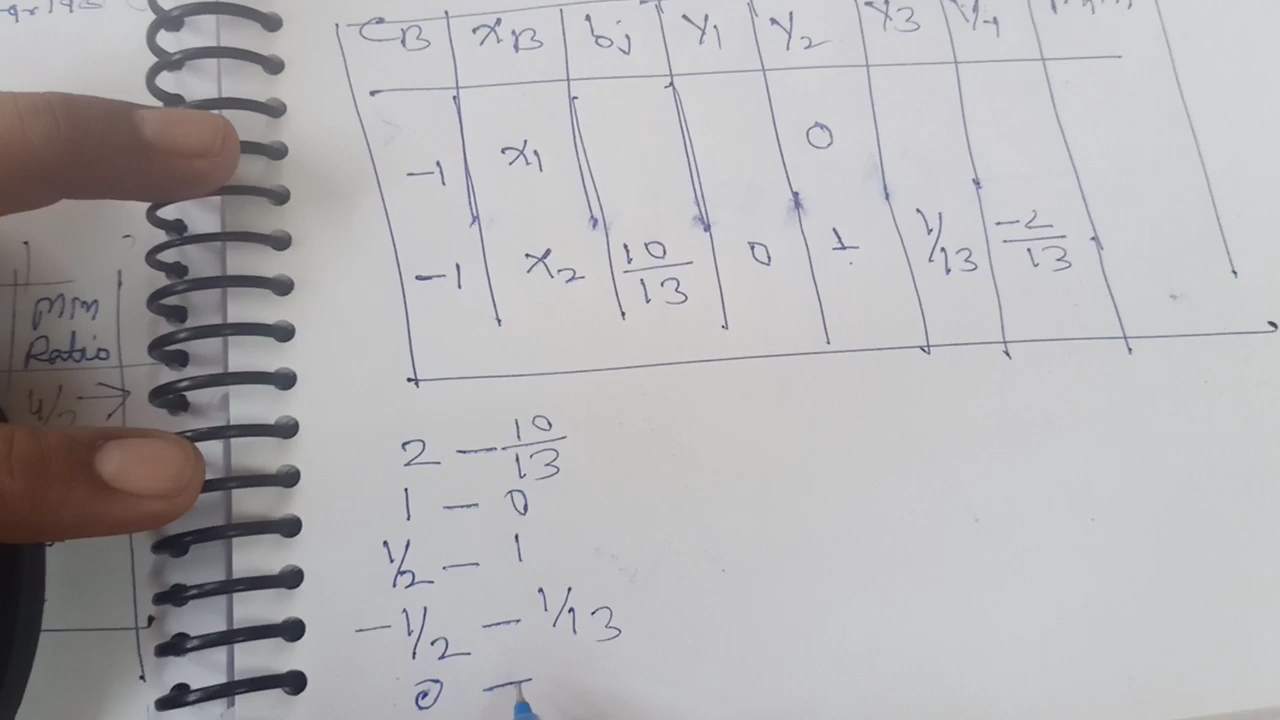 CB XB bj Y1 Y2 Y3 Y4
-1 x1 0
-1 x2 10/13 0 1 1/13 -2/13
Min
Ratio
2 - 10/13
1 - 0
1/2 - 1
-1/2 - 1/13
0 -